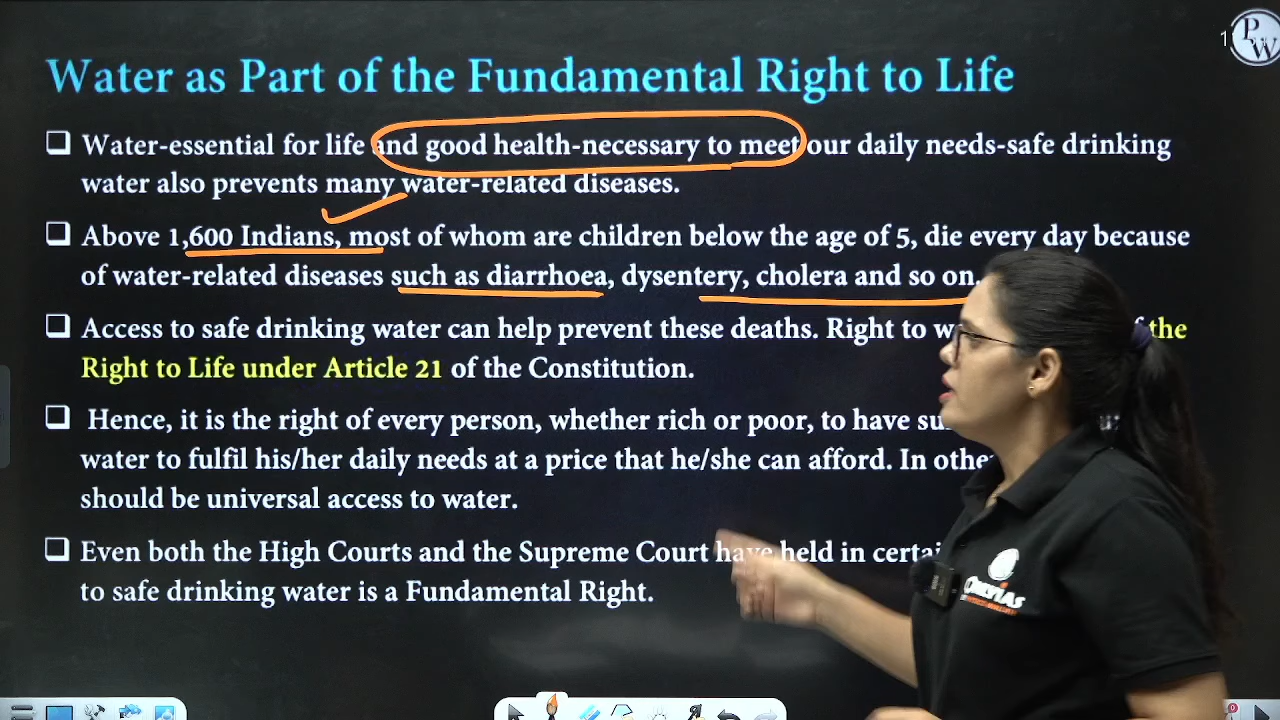 PW
Water as Part of the Fundamental Right to Life
Water-essential for life and good health-necessary to meet our daily needs-safe drinking
water also prevents many water-related diseases.
Above 1,600 Indians, most of whom are children below the age of 5, die every day because
of water-related diseases such as diarrhoea, dysentery, cholera and so on.
Access to safe drinking water can help prevent these deaths. Right to the
Right to Life under Article 21 of the Constitution.
Hence, it is the right of every person, whether rich or poor, to have
water to fulfil his/her daily needs at a price that he/she can afford. In
should be universal access to water.
Even both the High Courts and the Supreme Court have held in
to safe drinking water is a Fundamental Right.